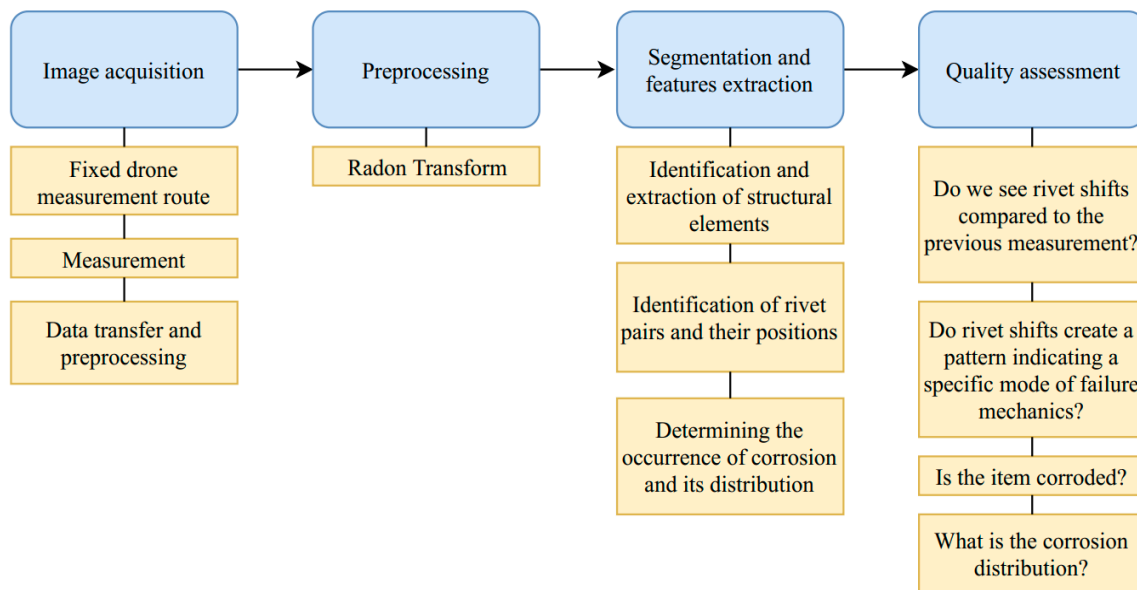 Image acquisition
Fixed drone
measurement route
Measurement
Data transfer and
preprocessing
Preprocessing
Radon Transform
Segmentation and
features extraction
Identification and
extraction of structural
elements
Identification of rivet
pairs and their positions
Determining the
occurrence of corrosion
and its distribution
Quality assessment
Do we see rivet shifts
compared to the
previous measurement?
Do rivet shifts create a
pattern indicating a
specific mode of failure
mechanics?
Is the item corroded?
What is the corrosion
distribution?